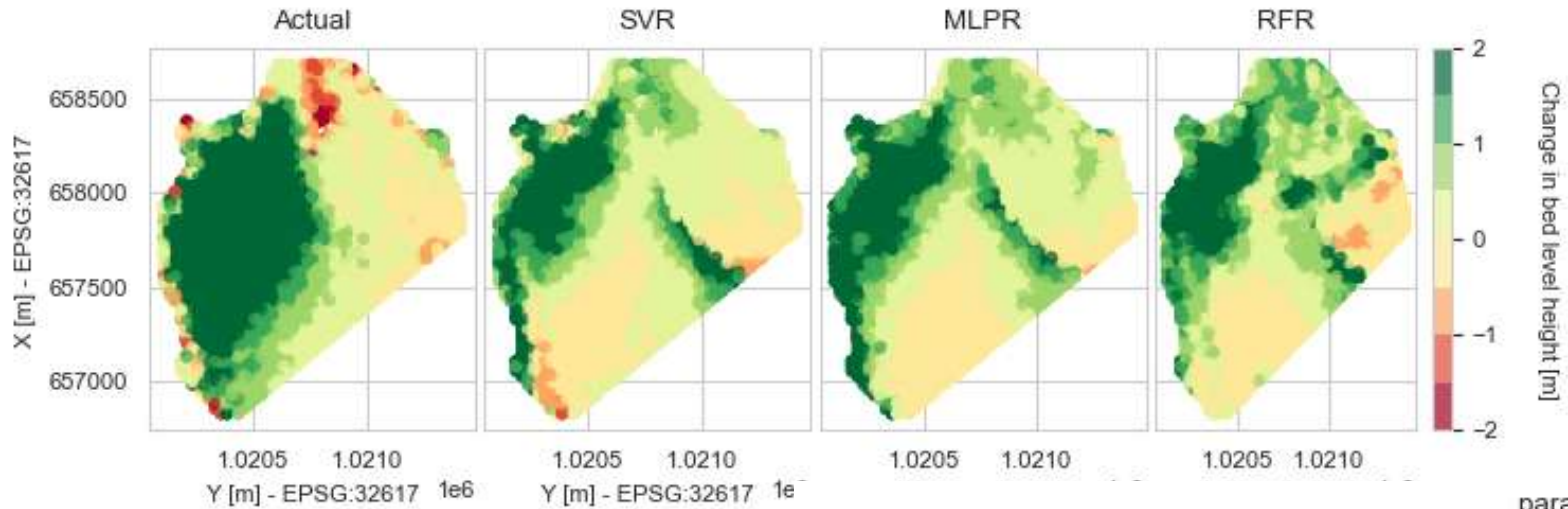 Actual SVR MLPR RFR
2
658500
1
658000
0
657500
−1
657000
−2
X [m] - EPSG:32617
Change in bed level height [m]
1.0205 1.0210 1.0205 1.0210 1.0205 1.0210 1.0205 1.0210
Y [m] - EPSG:32617 1e6 Y [m] - EPSG:32617 1e
para